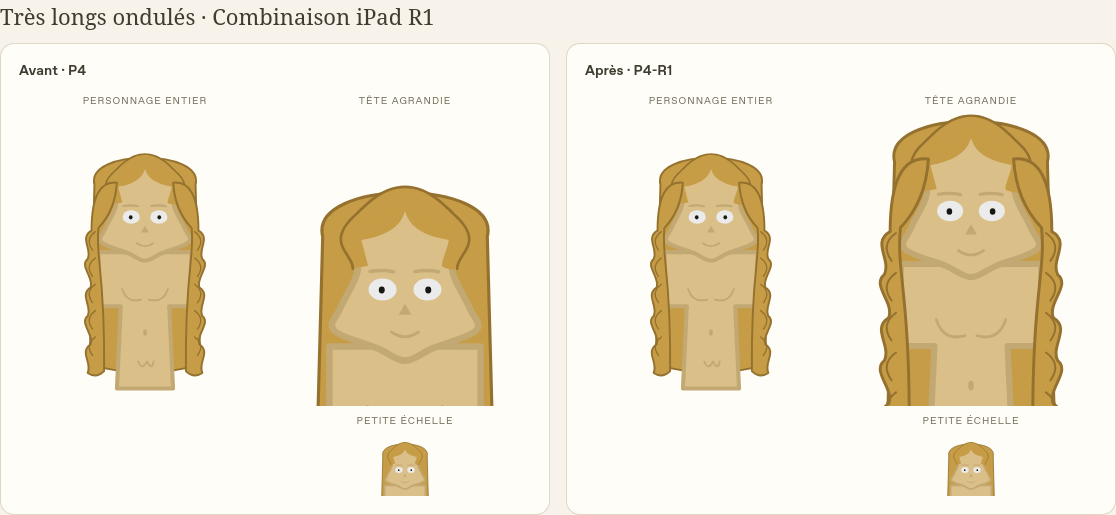 Très longs ondulés · Combinaison iPad R1
Avant · P4
PERSONNAGE ENTIER
TÊTE AGRANDIE
PETITE ÉCHELLE
Après · P4-R1
PERSONNAGE ENTIER
TÊTE AGRANDIE
PETITE ÉCHELLE